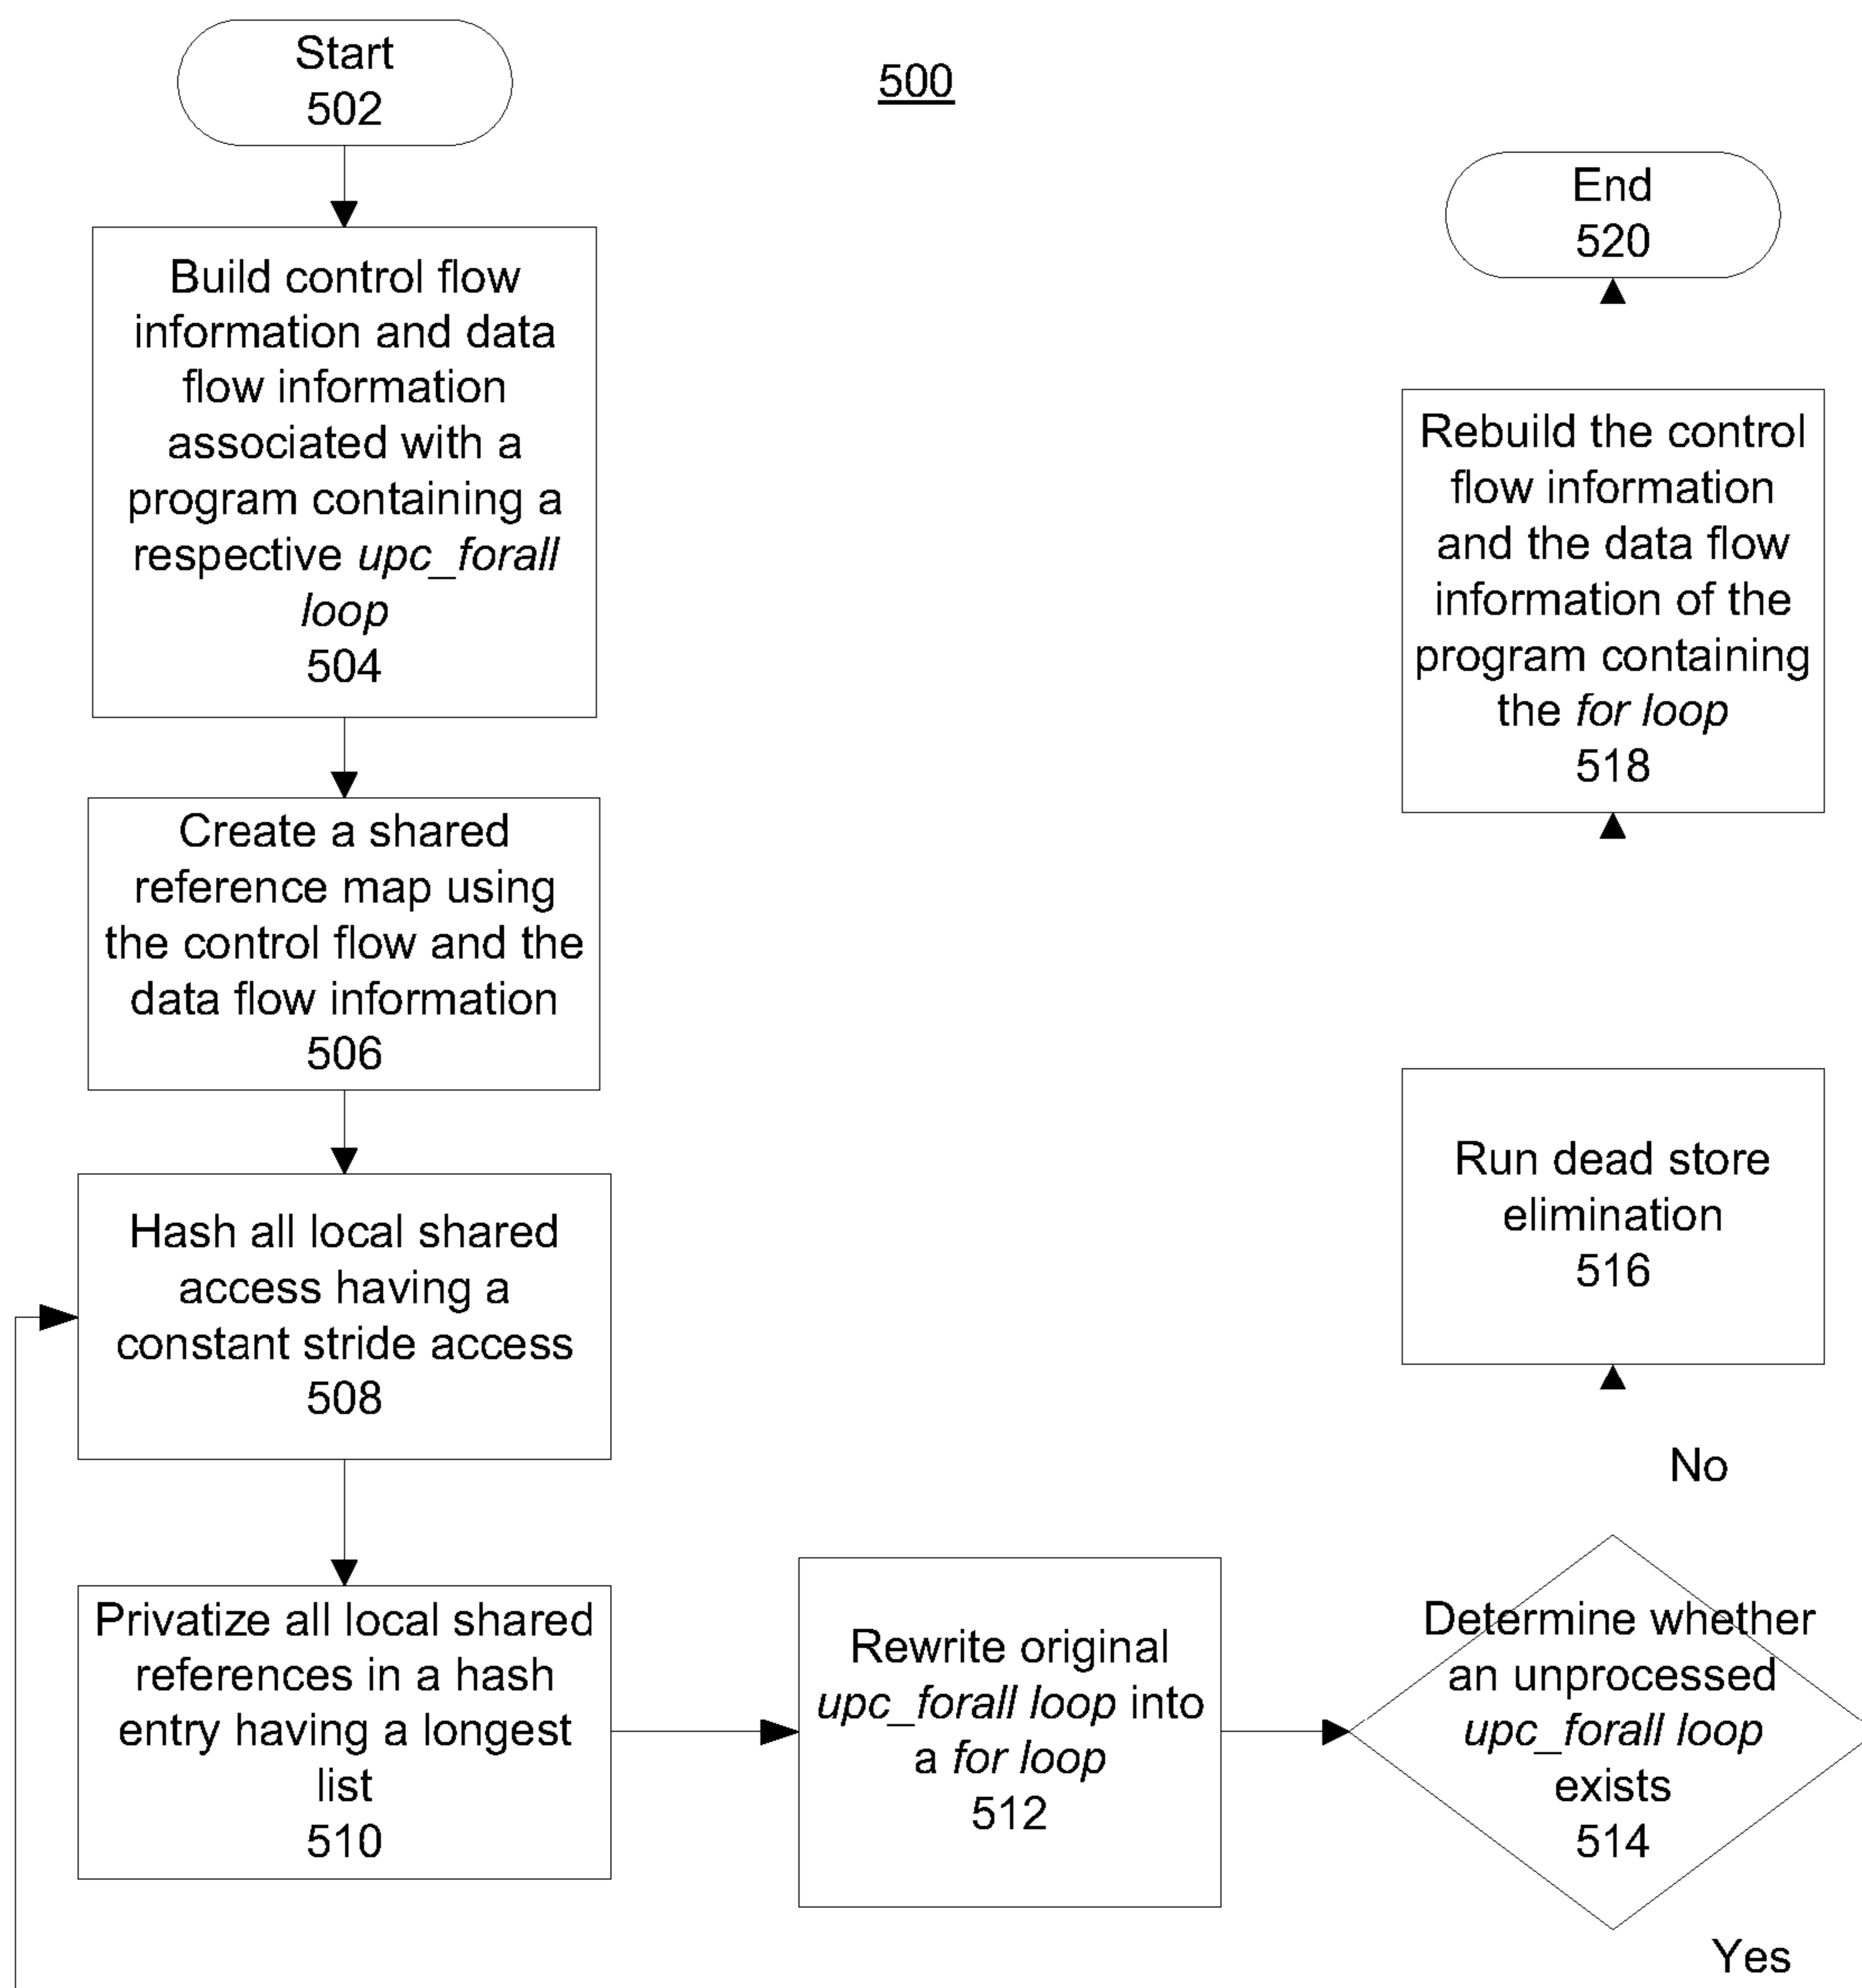 Start
502
500
Build control flow
information and data
flow information
associated with a
program containing a
respective upc_forall
loop
504
Create a shared
reference map using
the control flow and the
data flow information
506
Hash all local shared
access having a
constant stride access
508
Privatize all local shared
references in a hash
entry having a longest
list
510
Rewrite original
upc_forall loop into
a for loop
512
Determine whether
an unprocessed
upc_forall loop
exists
514
Yes
No
Run dead store
elimination
516
Rebuild the control
flow information
and the data flow
information of the
program containing
the for loop
518
End
520